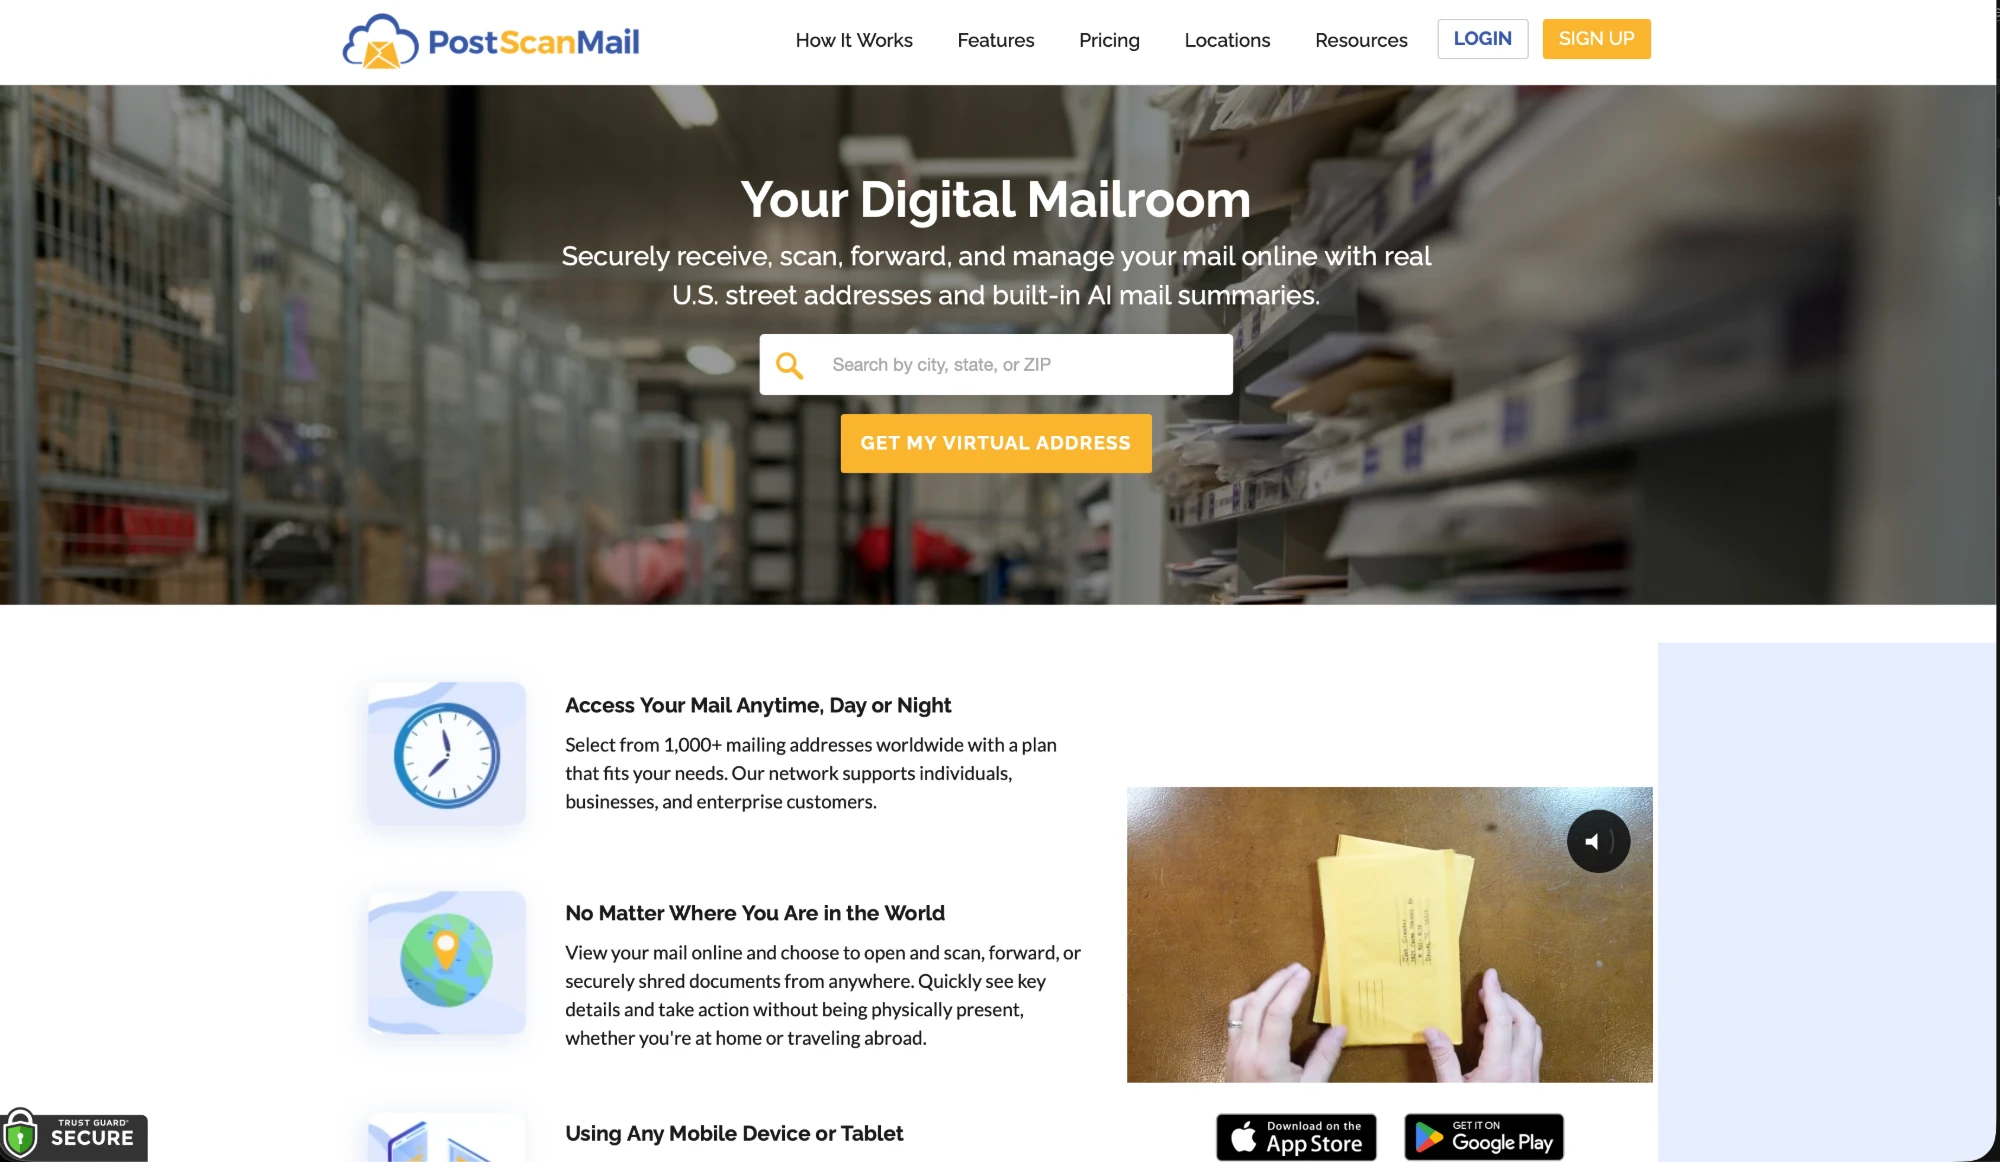 PostScanMail
How It Works
Features
Pricing
Locations
Resources
LOGIN
SIGN UP
Your Digital Mailroom
Securely receive, scan, forward, and manage your mail online with real
U.S. street addresses and built-in AI mail summaries.
Search by city, state, or ZIP
GET MY VIRTUAL ADDRESS
Access Your Mail Anytime, Day or Night
Select from 1,000+ mailing addresses worldwide with a plan
that fits your needs. Our network supports individuals,
businesses, and enterprise customers.
No Matter Where You Are in the World
View your mail online and choose to open and scan, forward, or
securely shred documents from anywhere. Quickly see key
details and take action without being physically present,
whether you're at home or traveling abroad.
Using Any Mobile Device or Tablet
Download on the
App Store
GET IT ON
Google Play
TRUST GUARD
SECURE